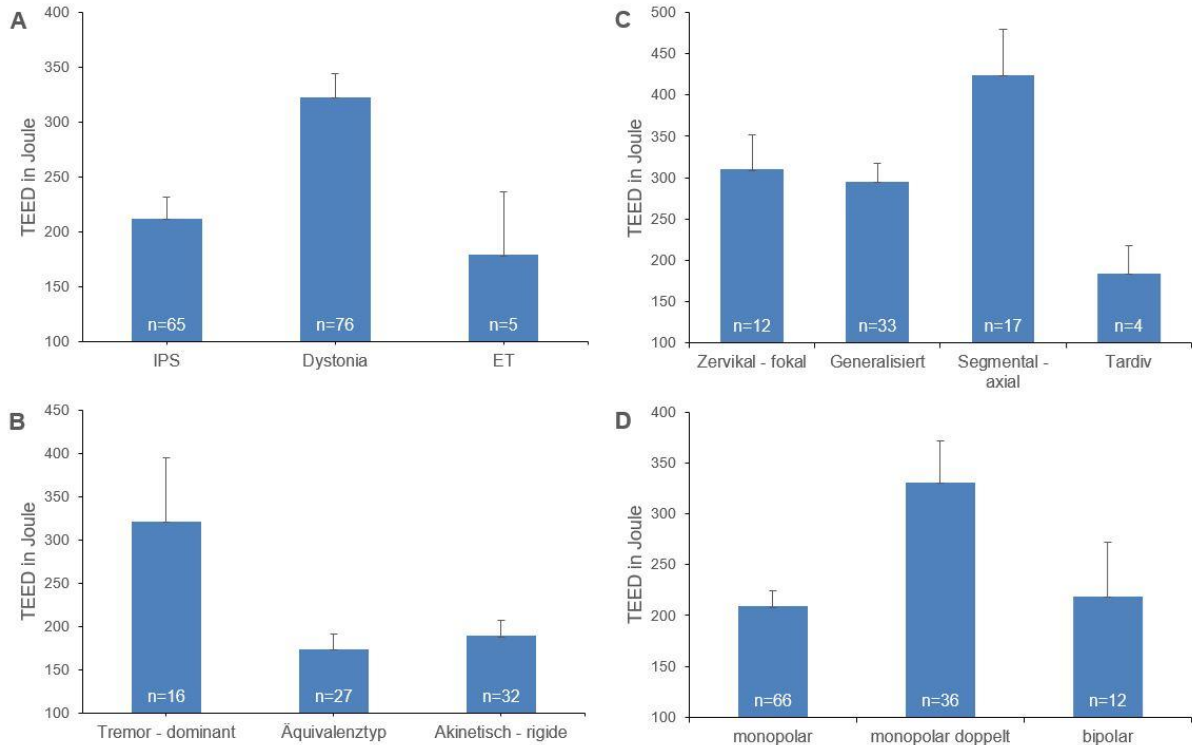 A
TEED in Joule
400
350
300
250
200
150
100
n=65
n=76
n=5
IPS
Dystonia
ET
B
TEED in Joule
450
400
350
300
250
200
150
100
n=16
n=27
n=32
Tremor - dominant
Äquivalenztyp
Akinetisch - rigide
C
TEED in Joule
500
450
400
350
300
250
200
150
100
n=12
n=33
n=17
n=4
Zervikal - fokal
Generalisiert
Segmental -
axial
Tardiv
D
TEED in Joule
400
350
300
250
200
150
100
n=66
n=36
n=12
monopolar
monopolar doppelt
bipolar